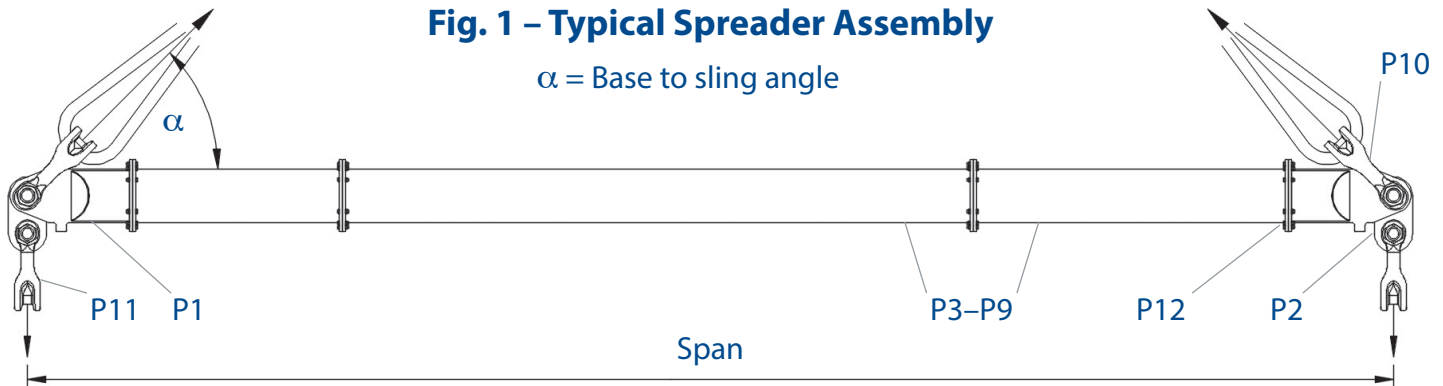 Fig. 1 – Typical Spreader Assembly
α = Base to sling angle
P10
α
P11
P1
P3–P9
P12
P2
Span